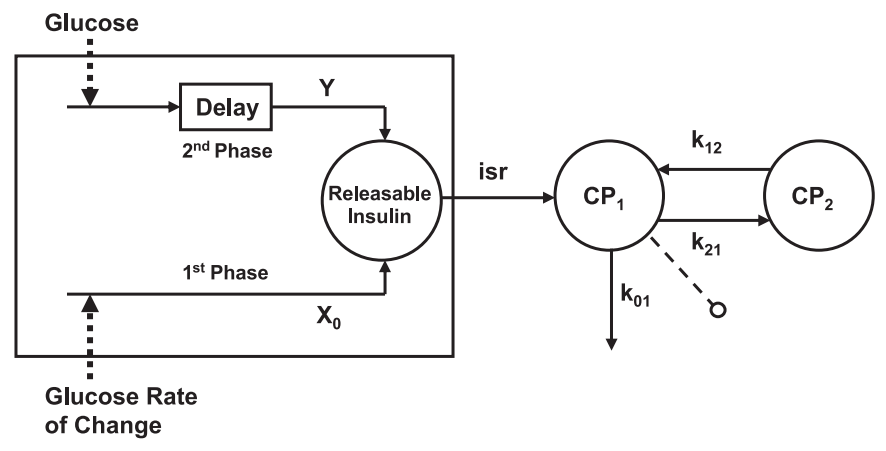 Glucose
Delay
Y
2nd Phase
Releasable
Insulin
isr
CP1
k12
CP2
k21
k01
1st Phase
X0
Glucose Rate
of Change